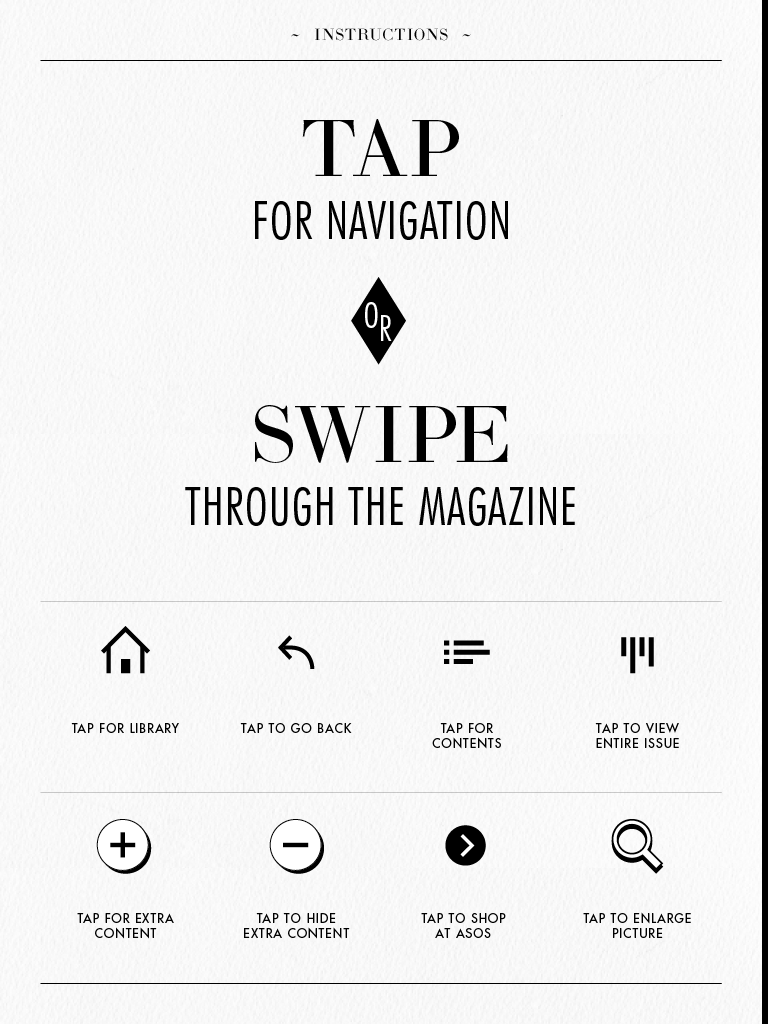 ~ INSTRUCTIONS ~
TAP
FOR NAVIGATION
OR
SWIPE
THROUGH THE MAGAZINE
TAP FOR LIBRARY
TAP TO GO BACK
TAP FOR
CONTENTS
TAP TO VIEW
ENTIRE ISSUE
TAP FOR EXTRA
CONTENT
TAP TO HIDE
EXTRA CONTENT
TAP TO SHOP
AT ASOS
TAP TO ENLARGE
PICTURE